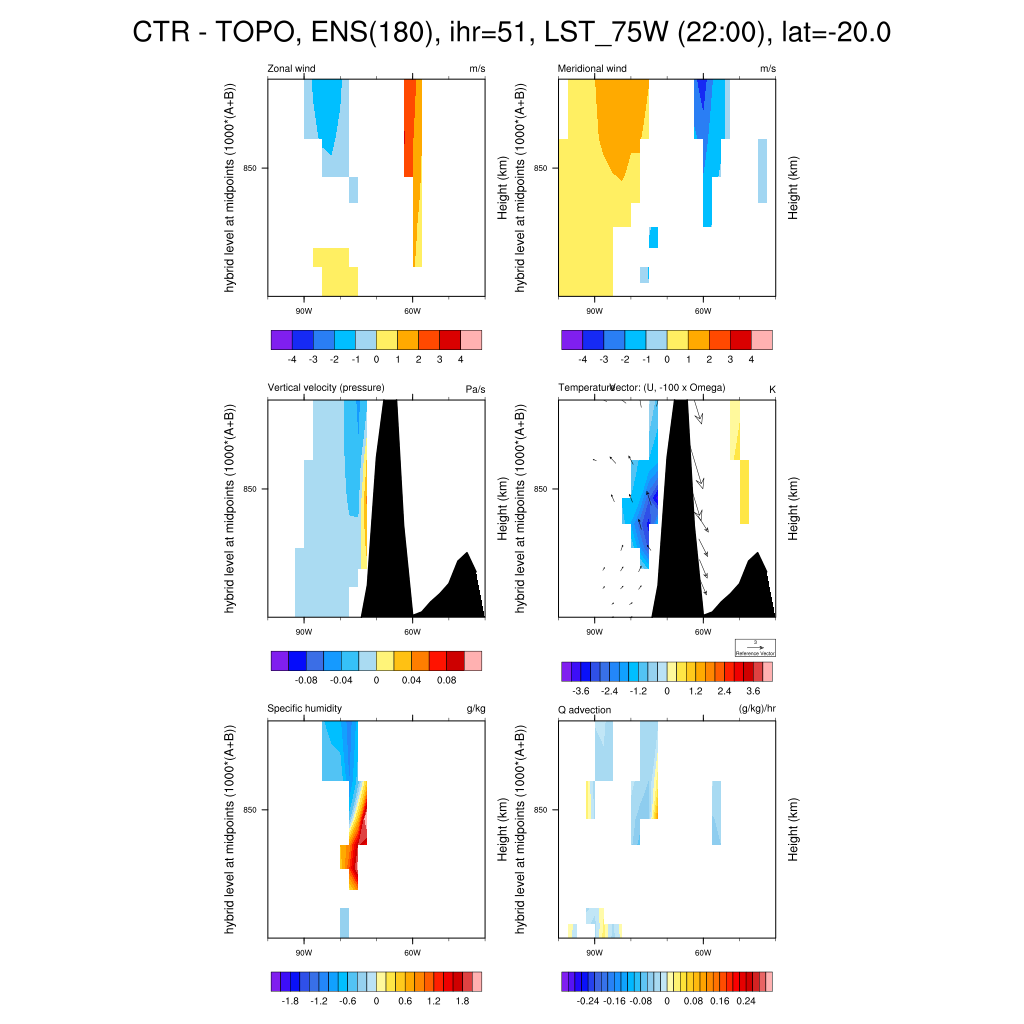 CTR - TOPO, ENS(180), ihr=51, LST_75W (22:00), lat=-20.0
Zonal wind m/s
hybrid level at midpoints (1000*(A+B))
850
Height (km)
90W 60W
-4 -3 -2 -1 0 1 2 3 4
Meridional wind m/s
hybrid level at midpoints (1000*(A+B))
850
Height (km)
90W 60W
-4 -3 -2 -1 0 1 2 3 4
Vertical velocity (pressure) Pa/s
hybrid level at midpoints (1000*(A+B))
850
Height (km)
90W 60W
-0.08 -0.04 0 0.04 0.08
Temperature Vector: (U, -100 x Omega) K
hybrid level at midpoints (1000*(A+B))
850
Height (km)
90W 60W
3
Reference Vector
-3.6 -2.4 -1.2 0 1.2 2.4 3.6
Specific humidity g/kg
hybrid level at midpoints (1000*(A+B))
850
Height (km)
90W 60W
-1.8 -1.2 -0.6 0 0.6 1.2 1.8
Q advection (g/kg)/hr
hybrid level at midpoints (1000*(A+B))
850
Height (km)
90W 60W
-0.24 -0.16 -0.08 0 0.08 0.16 0.24